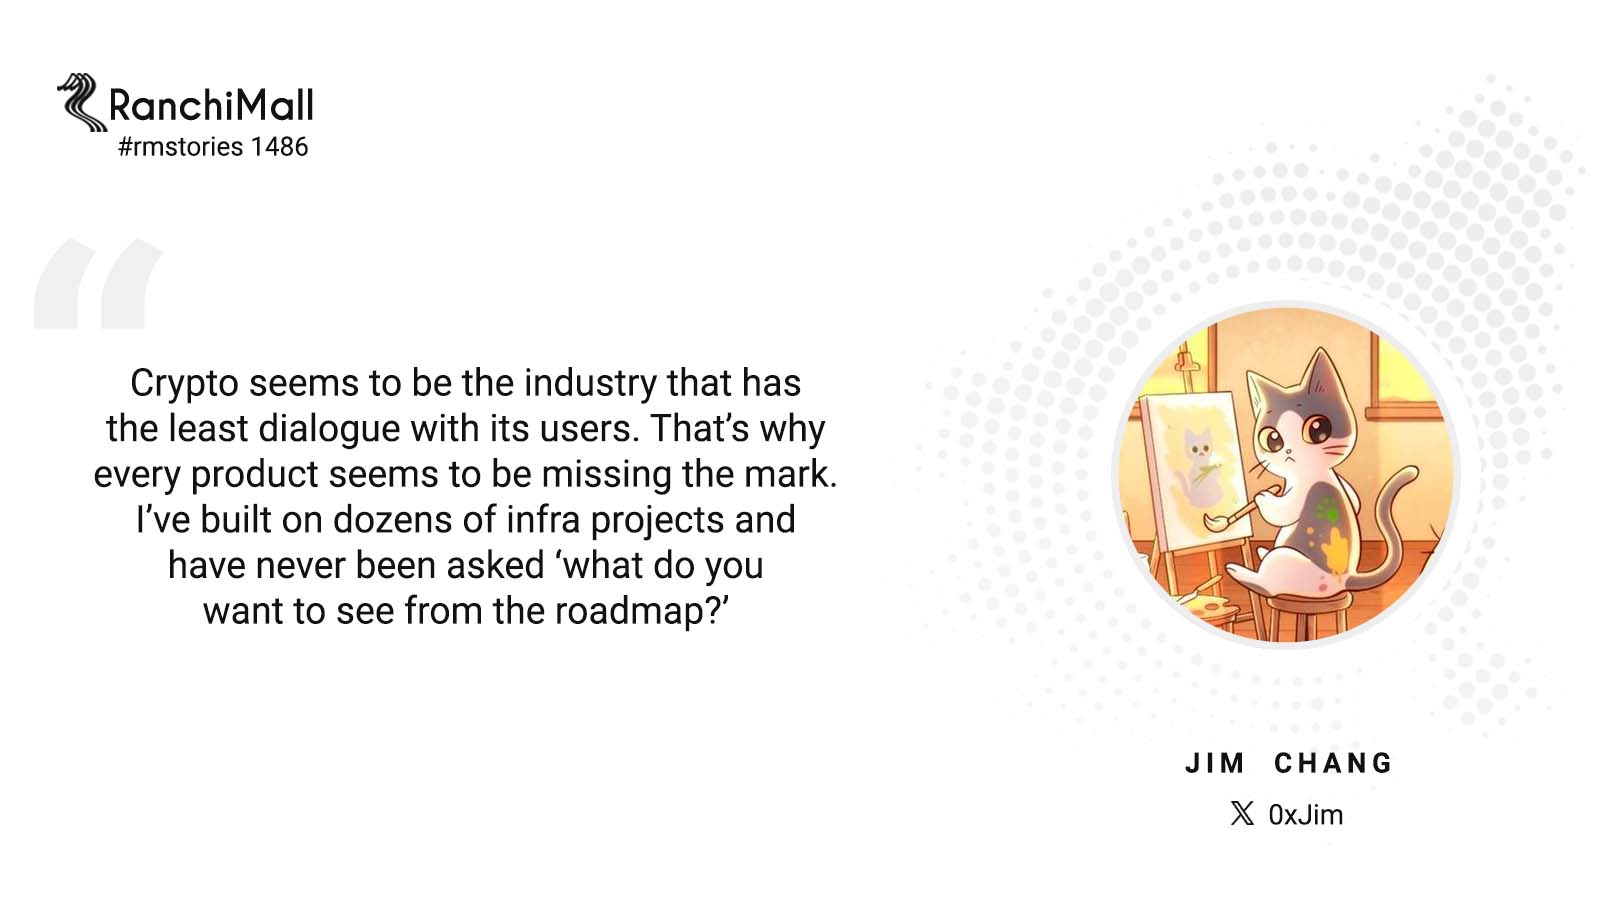 RanchiMall
#rmstories 1486
“
Crypto seems to be the industry that has
the least dialogue with its users. That’s why
every product seems to be missing the mark.
I’ve built on dozens of infra projects and
have never been asked ‘what do you
want to see from the roadmap?’
JIM CHANG
𝕏 0xJim